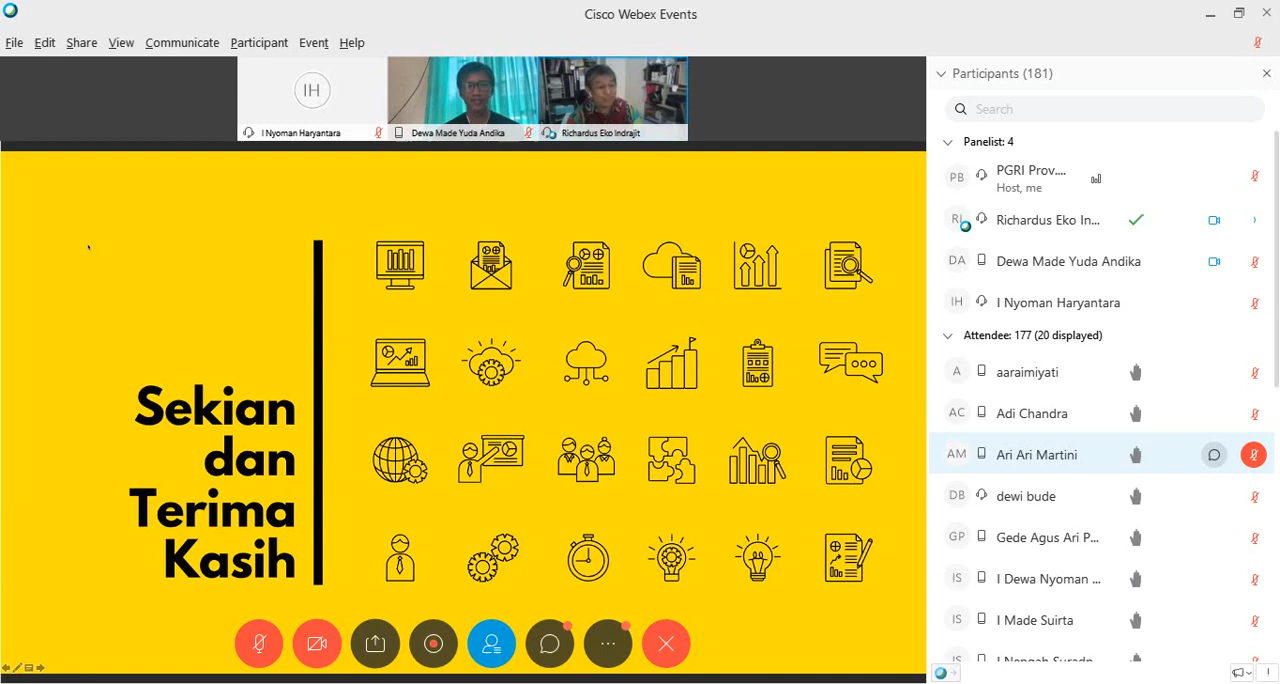 Cisco Webex Events
File Edit Share View Communicate Participant Event Help
IH
I Nyoman Haryantara
Dewa Made Yuda Andika
Richardus Eko Indrajit
Sekian
dan
Terima
Kasih
Participants (181)
Search
Panelist: 4
PB PGRI Prov....
Host, me
RI Richardus Eko In...
DA Dewa Made Yuda Andika
IH I Nyoman Haryantara
Attendee: 177 (20 displayed)
A aaraimiyati
AC Adi Chandra
AM Ari Ari Martini
DB dewi bude
GP Gede Agus Ari P...
IS I Dewa Nyoman ...
IS I Made Suirta